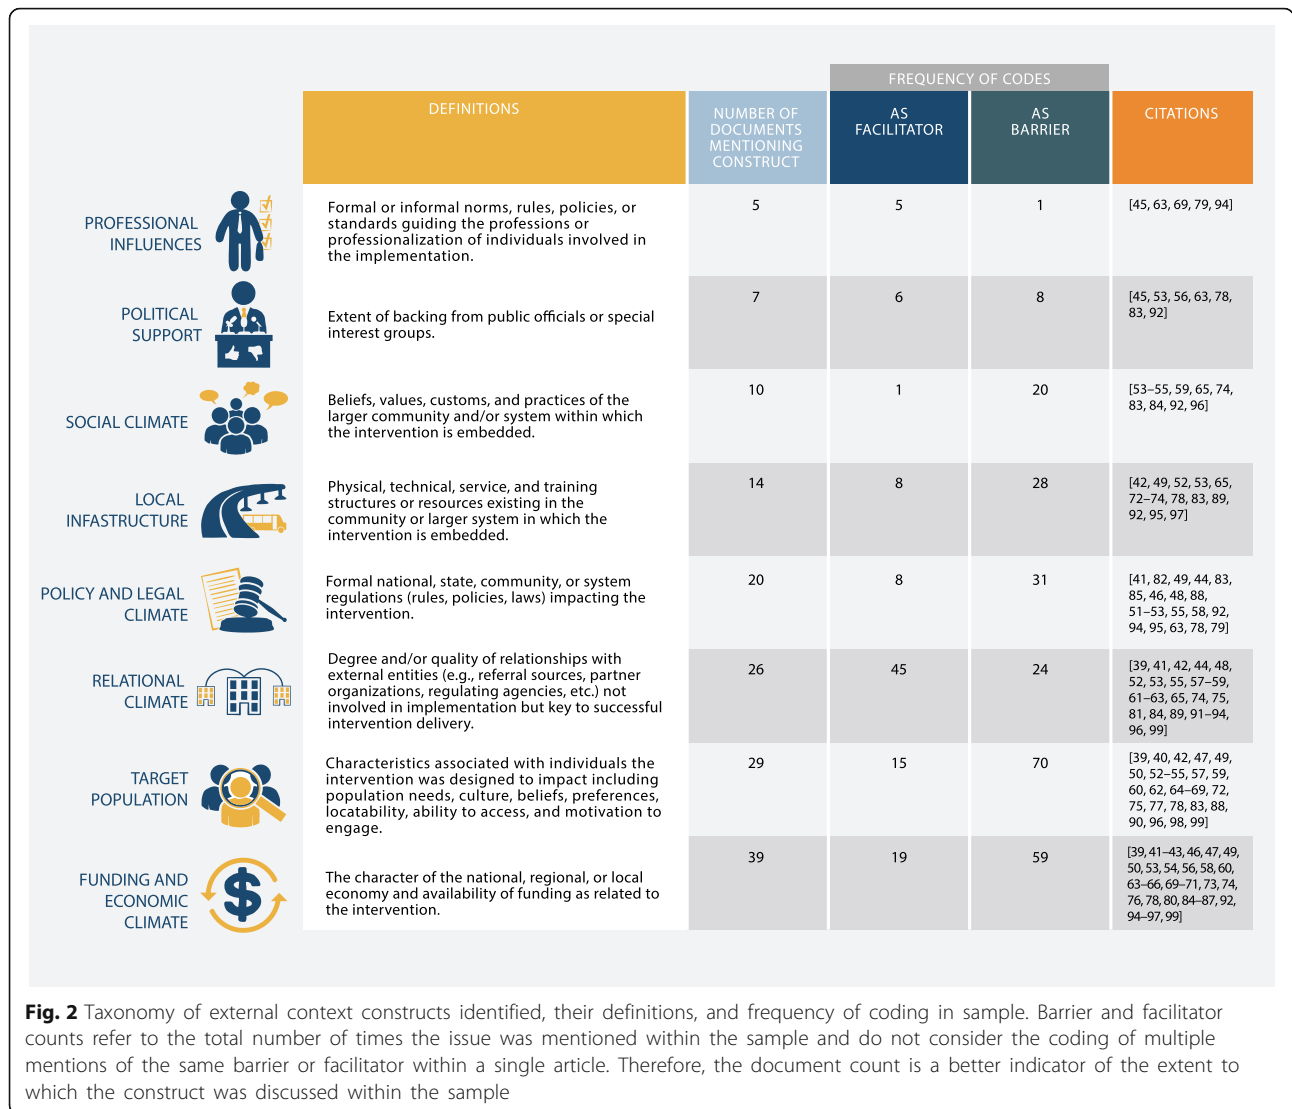 FREQUENCY OF CODES
DEFINITIONS
NUMBER OF
DOCUMENTS
MENTIONING
CONSTRUCT
AS
FACILITATOR
AS
BARRIER
CITATIONS
PROFESSIONAL
INFLUENCES
Formal or informal norms, rules, policies, or
standards guiding the professions or
professionalization of individuals involved in
the implementation.
5
5
1
[45, 63, 69, 79, 94]
POLITICAL
SUPPORT
Extent of backing from public officials or special
interest groups.
7
6
8
[45, 53, 56, 63, 78,
83, 92]
SOCIAL CLIMATE
Beliefs, values, customs, and practices of the
larger community and/or system within which
the intervention is embedded.
10
1
20
[53–55, 59, 65, 74,
83, 84, 92, 96]
LOCAL
INFASTRUCTURE
Physical, technical, service, and training
structures or resources existing in the
community or larger system in which the
intervention is embedded.
14
8
28
[42, 49, 52, 53, 65,
72–74, 78, 83, 89,
92, 95, 97]
POLICY AND LEGAL
CLIMATE
Formal national, state, community, or system
regulations (rules, policies, laws) impacting the
intervention.
20
8
31
[41, 82, 49, 44, 83,
85, 46, 48, 88,
51–53, 55, 58, 92,
94, 95, 63, 78, 79]
RELATIONAL
CLIMATE
Degree and/or quality of relationships with
external entities (e.g., referral sources, partner
organizations, regulating agencies, etc.) not
involved in implementation but key to successful
intervention delivery.
26
45
24
[39, 41, 42, 44, 48,
52, 53, 55, 57–59,
61–63, 65, 74, 75,
81, 84, 89, 91–94,
96, 99]
TARGET
POPULATION
Characteristics associated with individuals the
intervention was designed to impact including
population needs, culture, beliefs, preferences,
locatability, ability to access, and motivation to
engage.
29
15
70
[39, 40, 42, 47, 49,
50, 52–55, 57, 59,
60, 62, 64–69, 72,
75, 77, 78, 83, 88,
90, 96, 98, 99]
FUNDING AND
ECONOMIC
CLIMATE
$
The character of the national, regional, or local
economy and availability of funding as related to
the intervention.
39
19
59
[39, 41–43, 46, 47, 49,
50, 53, 54, 56, 58, 60,
63–66, 69–71, 73, 74,
76, 78, 80, 84–87, 92,
94–97, 99]
Fig. 2 Taxonomy of external context constructs identified, their definitions, and frequency of coding in sample. Barrier and facilitator
counts refer to the total number of times the issue was mentioned within the sample and do not consider the coding of multiple
mentions of the same barrier or facilitator within a single article. Therefore, the document count is a better indicator of the extent to
which the construct was discussed within the sample